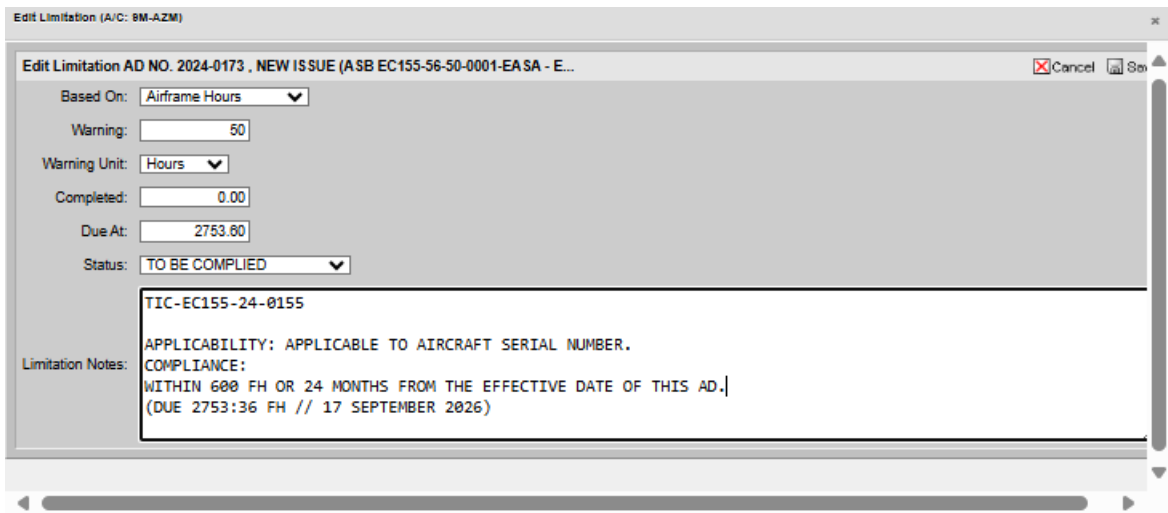 Edit Limitation (A/C: 9M-AZM)
Edit Limitation AD NO. 2024-0173 , NEW ISSUE (ASB EC155-56-50-0001-EASA - E...
Cancel
Based On: Airframe Hours
Warning: 50
Warning Unit: Hours
Completed: 0.00
Due At: 2753.60
Status: TO BE COMPLIED
Limitation Notes:
TIC-EC155-24-0155
APPLICABILITY: APPLICABLE TO AIRCRAFT SERIAL NUMBER.
COMPLIANCE:
WITHIN 600 FH OR 24 MONTHS FROM THE EFFECTIVE DATE OF THIS AD.
(DUE 2753:36 FH // 17 SEPTEMBER 2026)